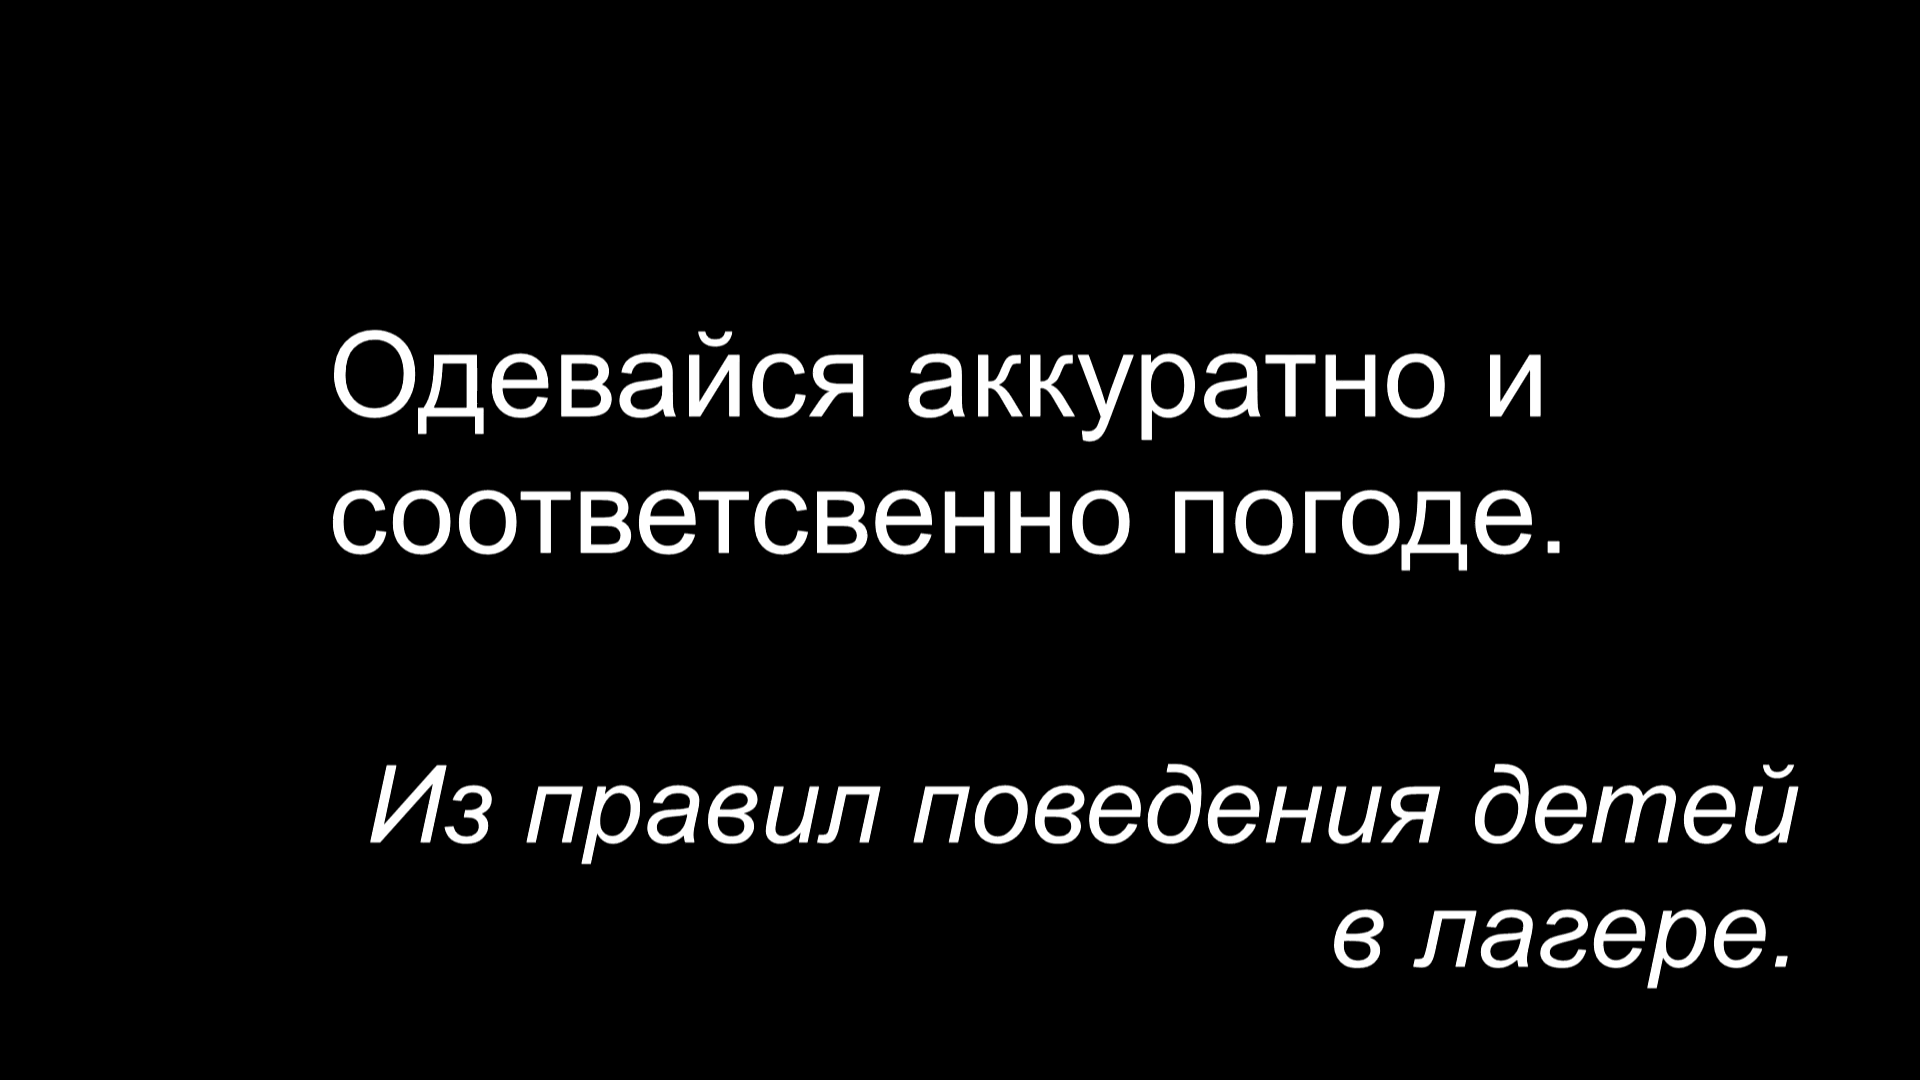 Одевайся аккуратно и
соответсвенно погоде.
Из правил поведения детей
в лагере.